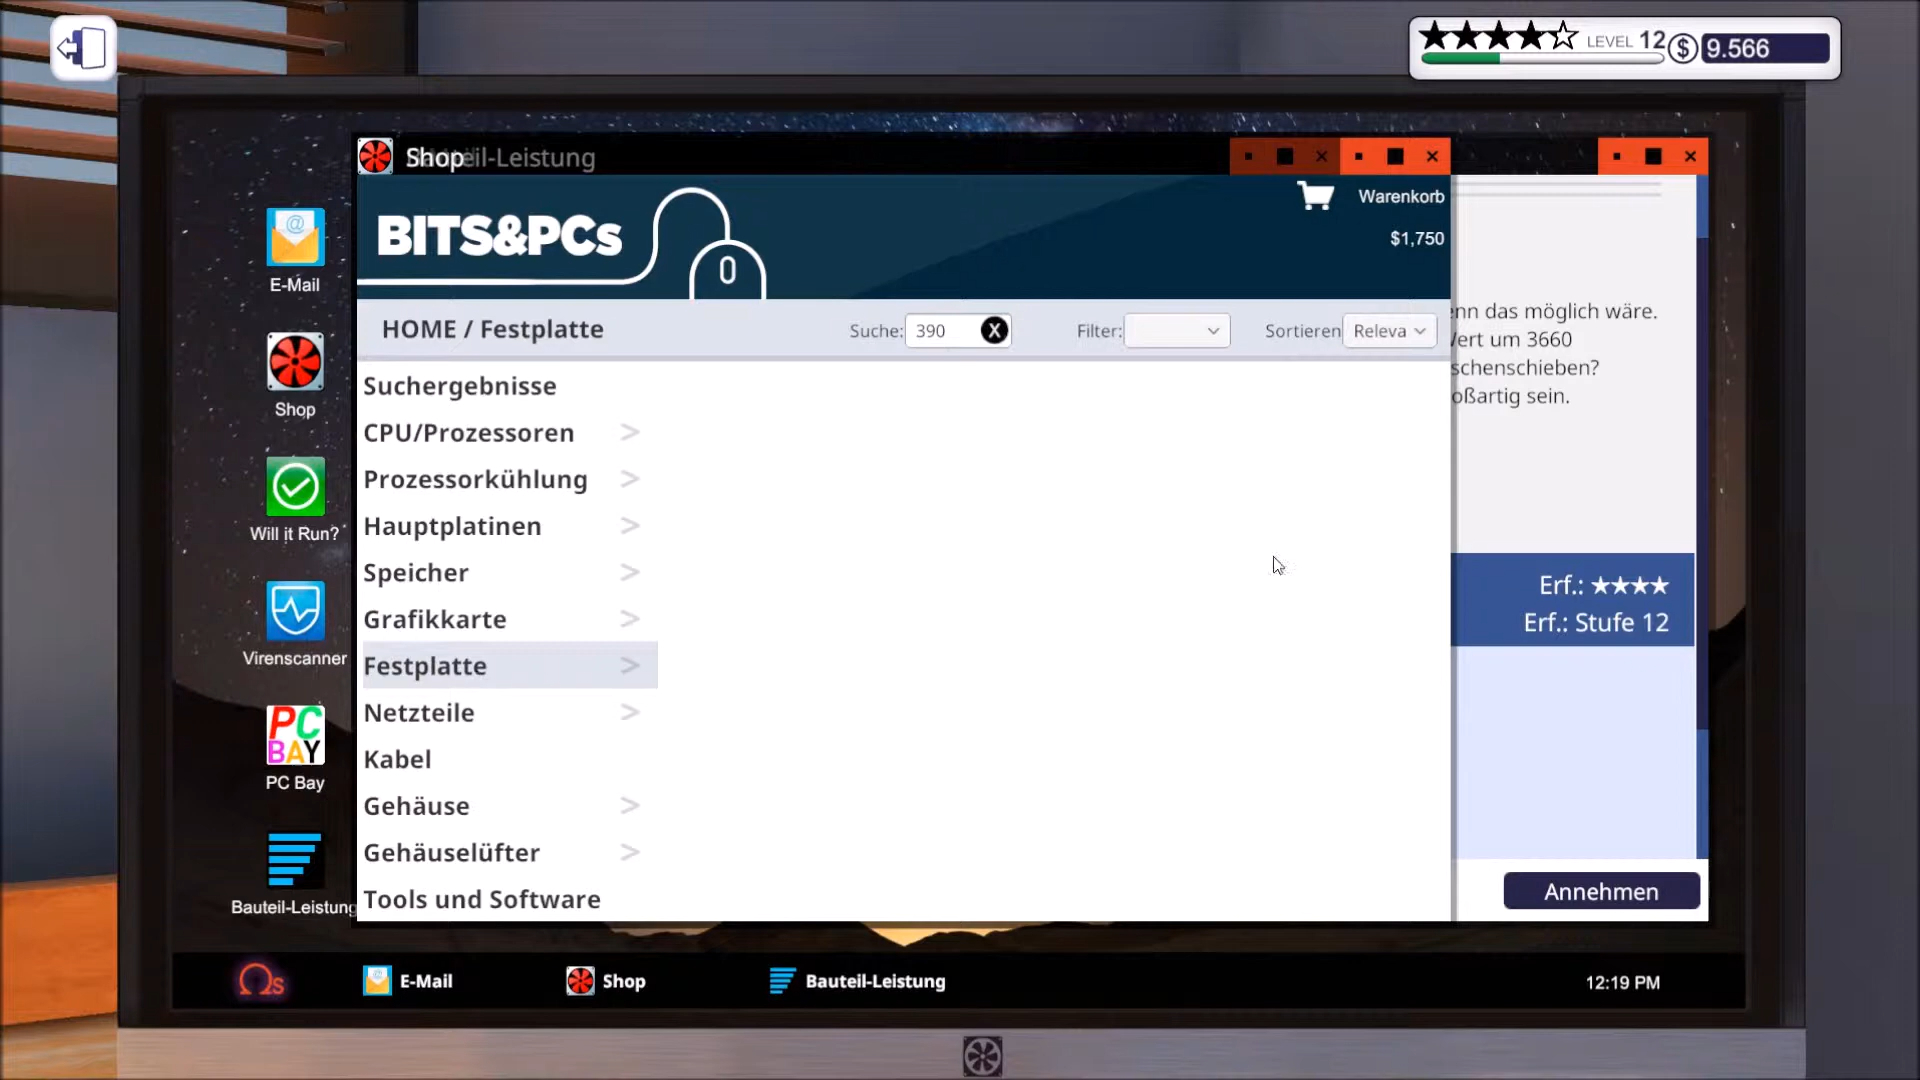 LEVEL 12
$ 9.566
Shop
Bauteil-Leistung
BITS&PCs
Warenkorb
$1,750
HOME / Festplatte
Suche: 390 X
Filter:
Sortieren Releva
Suchergebnisse
CPU/Prozessoren >
Prozessorkühlung >
Hauptplatinen >
Speicher >
Grafikkarte >
Festplatte >
Netzteile >
Kabel
Gehäuse >
Gehäuselüfter >
Tools und Software
nn das möglich wäre.
ert um 3660
schenschieben?
oßartig sein.
Erf.: ★★★★
Erf.: Stufe 12
Annehmen
E-Mail
Shop
Will it Run?
Virenscanner
PC
BAY
PC Bay
Bauteil-Leistung
Ωs
E-Mail
Shop
Bauteil-Leistung
12:19 PM